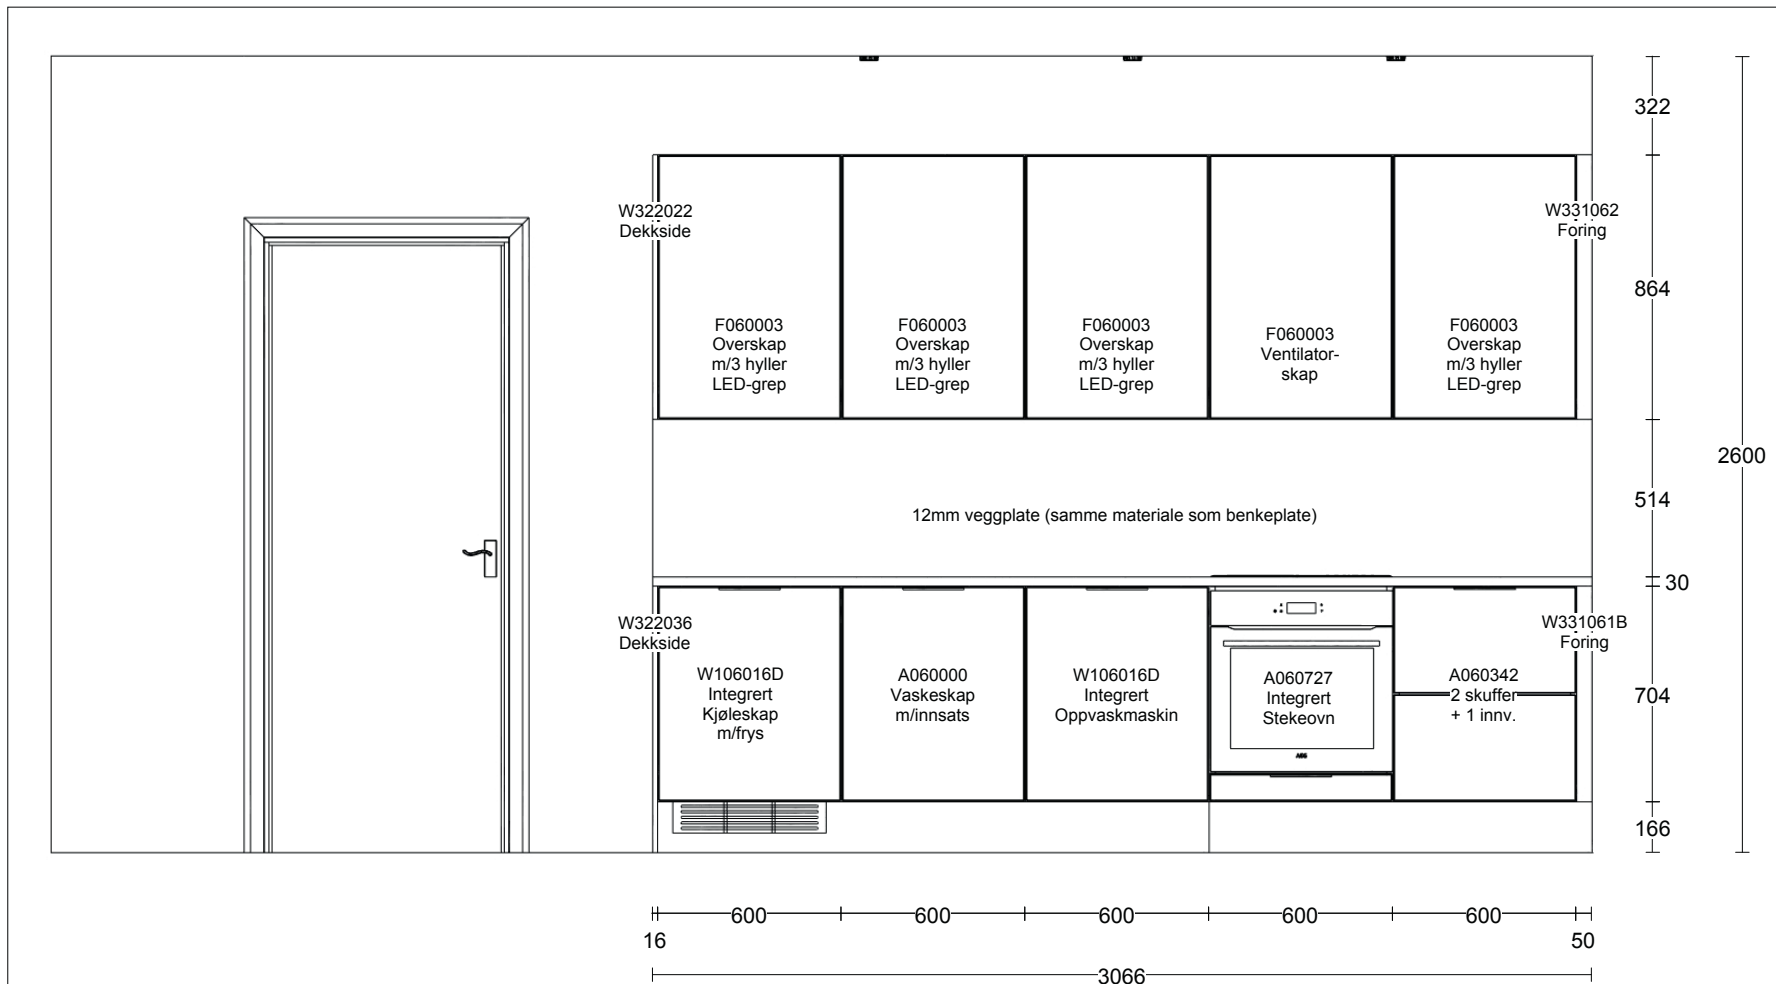 322
W322022
Dekkside
W331062
Foring
864
F060003
Overskap
m/3 hyller
LED-grep
F060003
Overskap
m/3 hyller
LED-grep
F060003
Overskap
m/3 hyller
LED-grep
F060003
Ventilator-
skap
F060003
Overskap
m/3 hyller
LED-grep
2600
514
12mm veggplate (samme materiale som benkeplate)
30
W322036
Dekkside
W331061B
Foring
W106016D
Integrert
Kjøleskap
m/frys
A060000
Vaskeskap
m/innsats
W106016D
Integrert
Oppvaskmaskin
A060727
Integrert
Stekeovn
AEG
A060342
2 skuffer
+ 1 innv.
704
166
600
600
600
600
600
16
50
3066